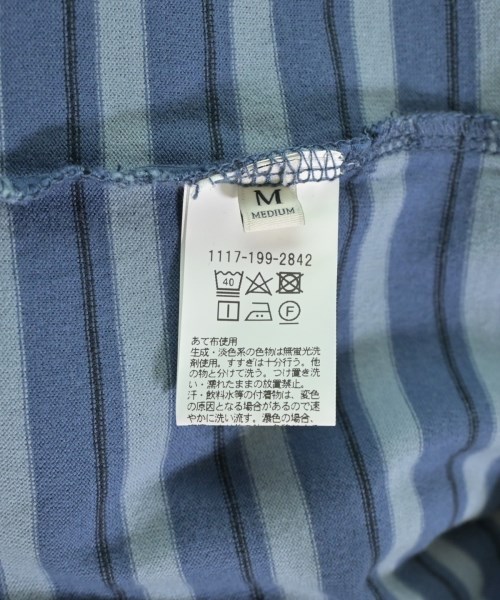 M
MEDIUM
1117-199-2842
40
F
あて布使用
生成・淡色系の色物は無蛍光洗
剤使用。すすぎは十分行う。他
の物と分けて洗う。つけ置き洗
い・濡れたままの放置禁止。
汗・飲料水等の付着物は、変色
の原因となる場合があるので速
やかに洗い流す。濃色の場合、